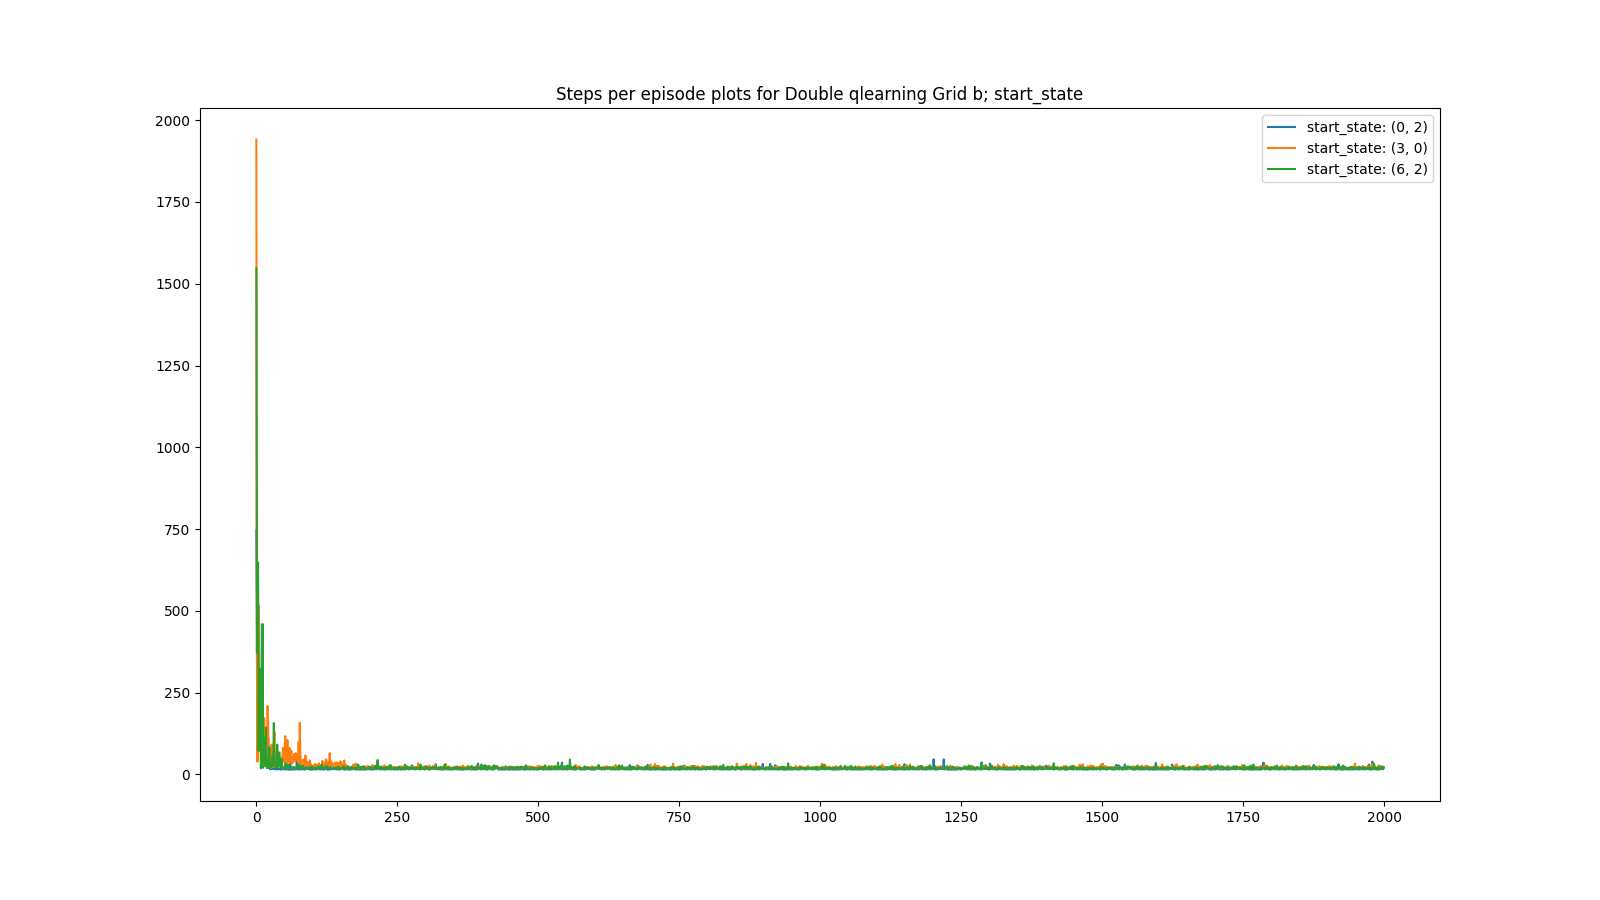 Steps per episode plots for Double qlearning Grid b; start_state
2000
1750
1500
1250
1000
750
500
250
0
start_state: (0, 2)
start_state: (3, 0)
start_state: (6, 2)
0 250 500 750 1000 1250 1500 1750 2000